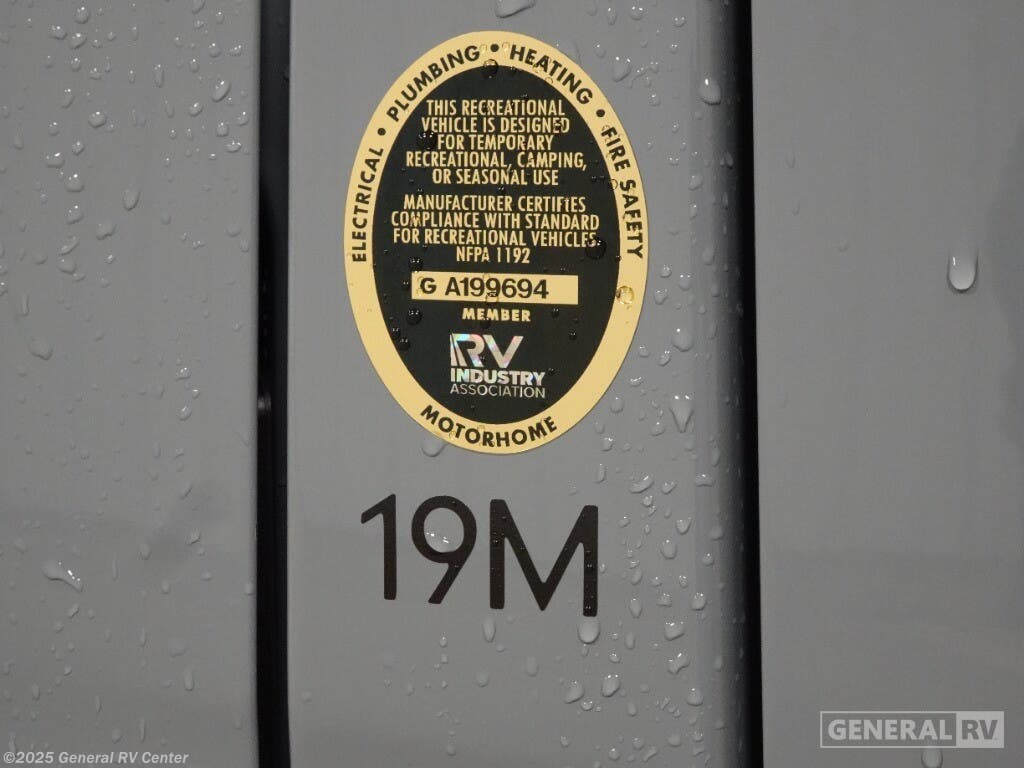 ELECTRICAL • PLUMBING • HEATING • FIRE SAFETY
THIS RECREATIONAL
VEHICLE IS DESIGNED
FOR TEMPORARY
RECREATIONAL, CAMPING,
OR SEASONAL USE
MANUFACTURER CERTIFIES
COMPLIANCE WITH STANDARD
FOR RECREATIONAL VEHICLES
NFPA 1192
G A199694
MEMBER
RV
INDUSTRY
ASSOCIATION
MOTORHOME
19M
GENERAL RV
©2025 General RV Center